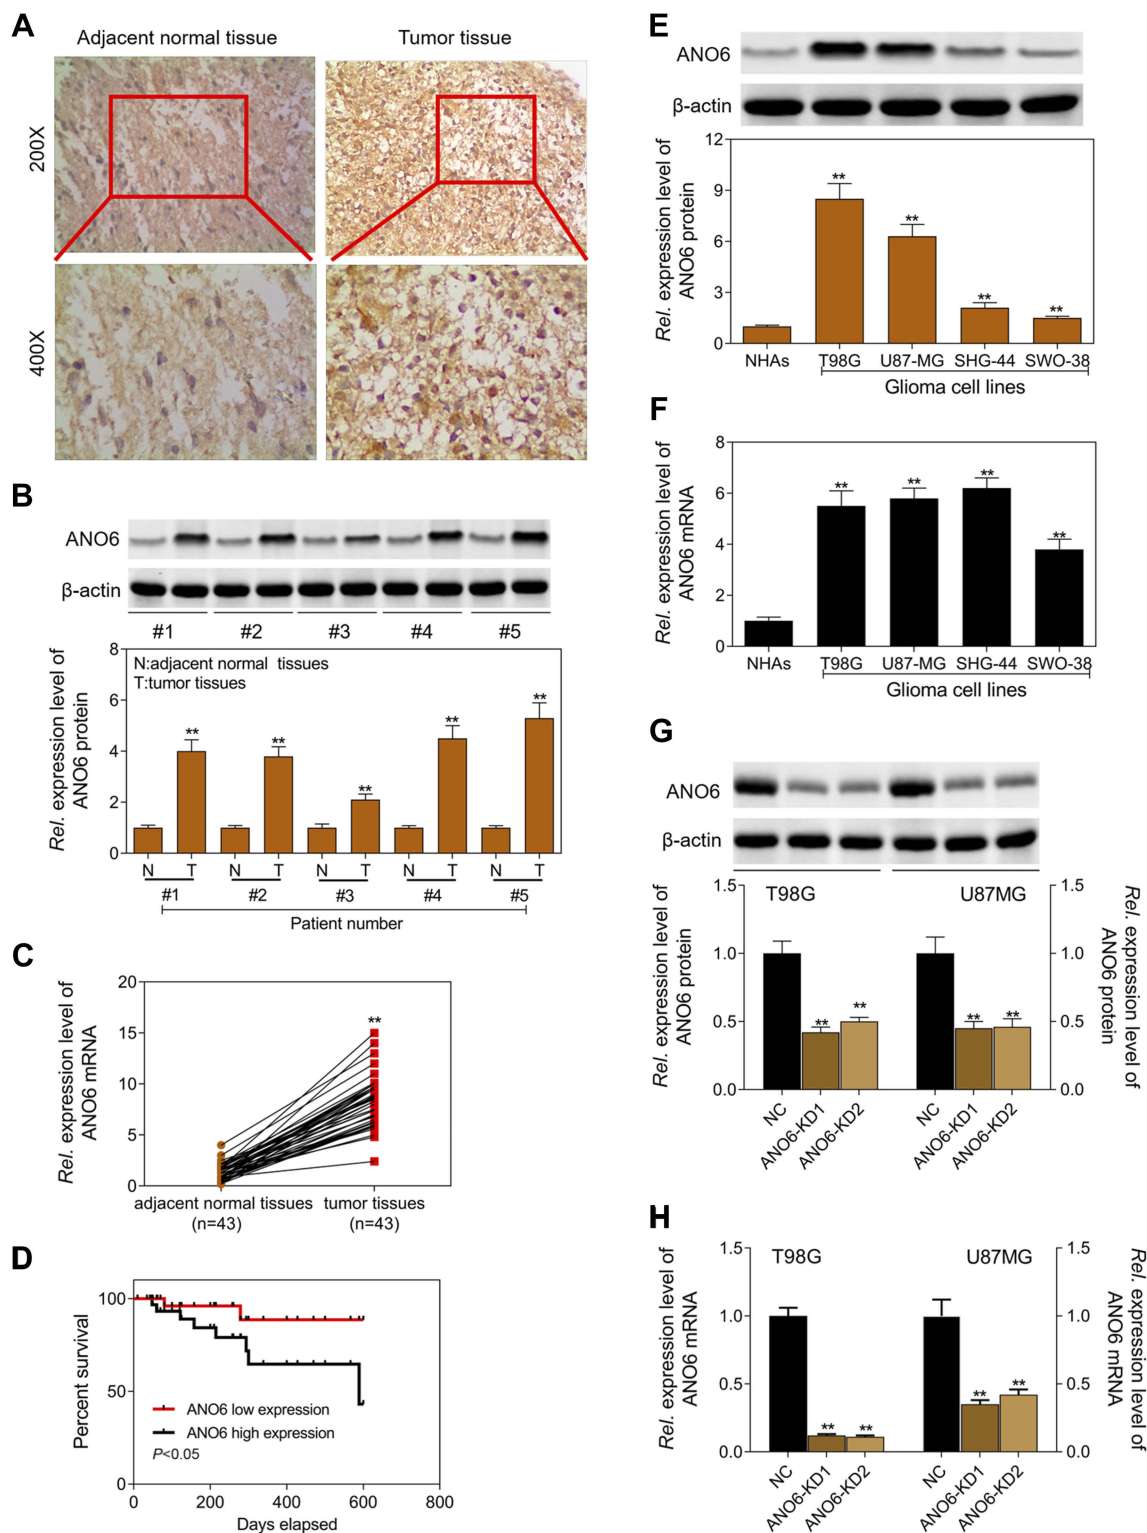 A
Adjacent normal tissue
Tumor tissue
200X
400X
B
ANO6
β-actin
#1 #2 #3 #4 #5
Rel. expression level of
ANO6 protein
8
6
4
2
0
N:adjacent normal tissues
T:tumor tissues
** ** ** ** **
N T N T N T N T N T
#1 #2 #3 #4 #5
Patient number
C
Rel. expression level of
ANO6 mRNA
20
15
10
5
0
**
adjacent normal tissues
(n=43)
tumor tissues
(n=43)
D
Percent survival
100
50
0
ANO6 low expression
ANO6 high expression
P<0.05
0 200 400 600 800
Days elapsed
E
ANO6
β-actin
Rel. expression level of
ANO6 protein
12
9
6
3
0
** ** ** **
NHAs T98G U87-MG SHG-44 SWO-38
Glioma cell lines
F
Rel. expression level of
ANO6 mRNA
8
6
4
2
0
** ** ** **
NHAs T98G U87-MG SHG-44 SWO-38
Glioma cell lines
G
ANO6
β-actin
Rel. expression level of
ANO6 protein
1.5
1.0
0.5
0.0
T98G
U87MG
** ** ** **
1.5
1.0
0.5
0.0
Rel. expression level of
ANO6 protein
NC ANO6-KD1 ANO6-KD2 NC ANO6-KD1 ANO6-KD2
H
Rel. expression level of
ANO6 mRNA
1.5
1.0
0.5
0.0
T98G
U87MG
** ** ** **
1.5
1.0
0.5
0.0
Rel. expression level of
ANO6 mRNA
NC ANO6-KD1 ANO6-KD2 NC ANO6-KD1 ANO6-KD2